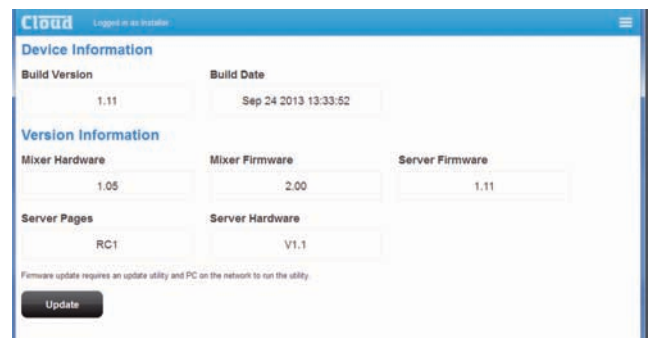 Cloud Logged in as Installer
Device Information
Build Version Build Date
1.11 Sep 24 2013 13:33:52
Version Information
Mixer Hardware Mixer Firmware Server Firmware
1.05 2.00 1.11
Server Pages Server Hardware
RC1 V1.1
Firmware update requires an update utility and PC on the network to run the utility.
Update